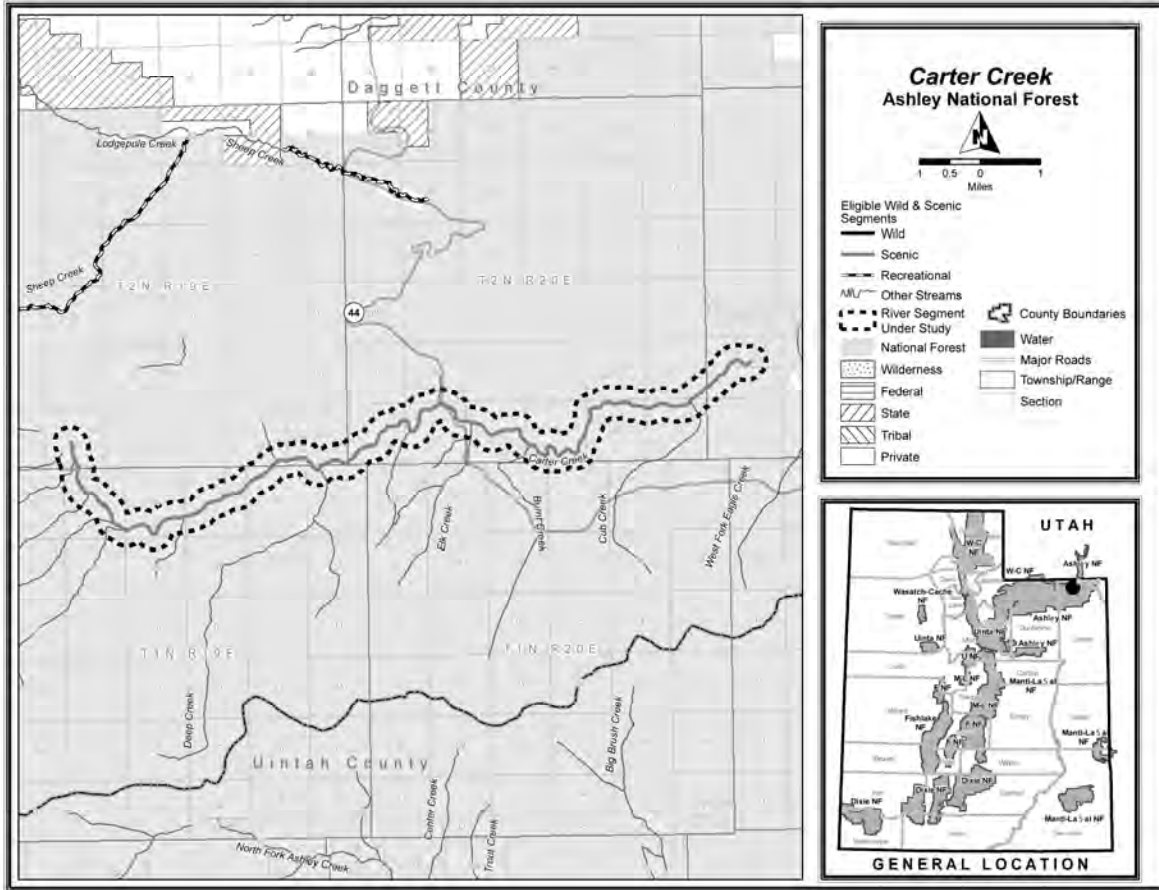 Daggett County
Lodgepole Creek
Sheep Creek
Sheep Creek
T2N R19E
T2N R20E
44
Carter Creek
Elk Creek
Burnt Creek
Cub Creek
West Fork Eagle Creek
T1N R19E
T1N R20E
Deep Creek
Big Brush Creek
Uintah County
Center Creek
Trout Creek
North Fork Ashley Creek
Carter Creek
Ashley National Forest
N
1 0.5 0 1
Miles
Eligible Wild & Scenic
Segments
Wild
Scenic
Recreational
Other Streams
River Segment
Under Study
National Forest
Wilderness
Federal
State
Tribal
Private
County Boundaries
Water
Major Roads
Township/Range
Section
UTAH
W-C
NF
W-C NF
Ashley NF
Wasatch-Cache
NF
Ashley NF
Uinta NF
Uinta NF
Ashley NF
Manti-La Sal
NF
Fishlake
NF
Manti-La Sal
NF
Dixie NF
Dixie NF
Dixie NF
Manti-La Sal NF
GENERAL LOCATION